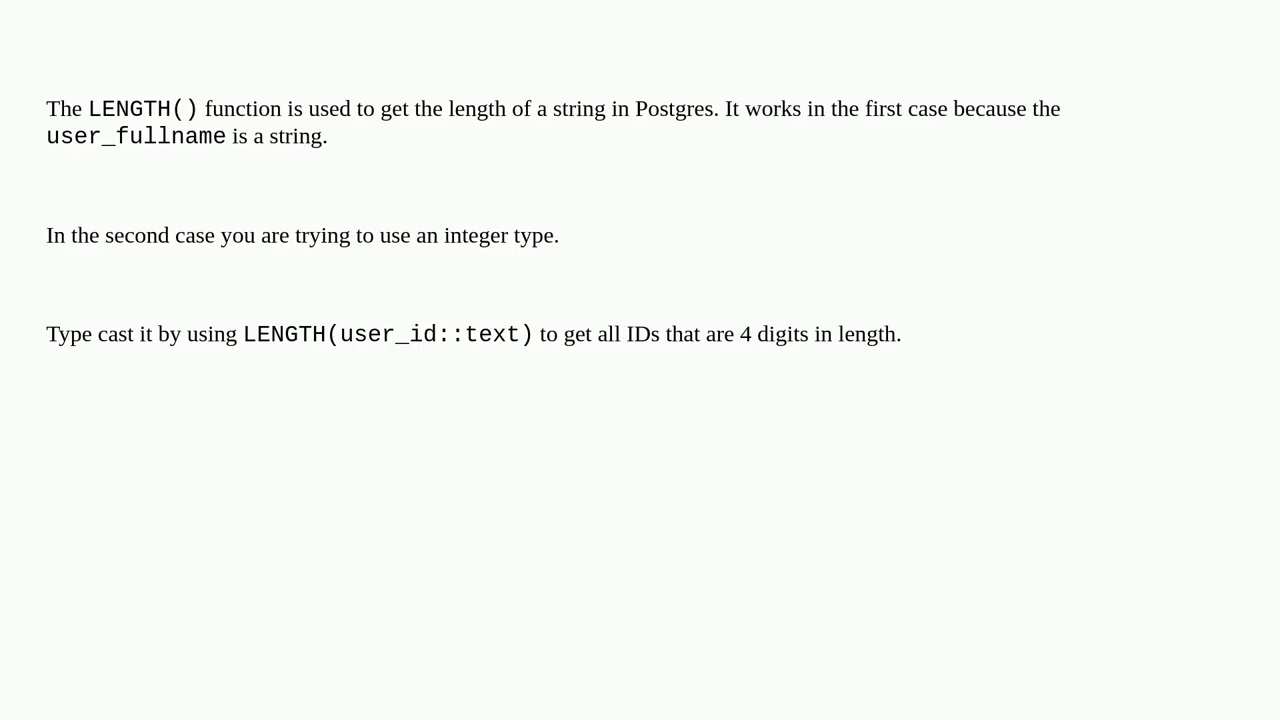 The LENGTH() function is used to get the length of a string in Postgres. It works in the first case because the
user_fullname is a string.
In the second case you are trying to use an integer type.
Type cast it by using LENGTH(user_id::text) to get all IDs that are 4 digits in length.